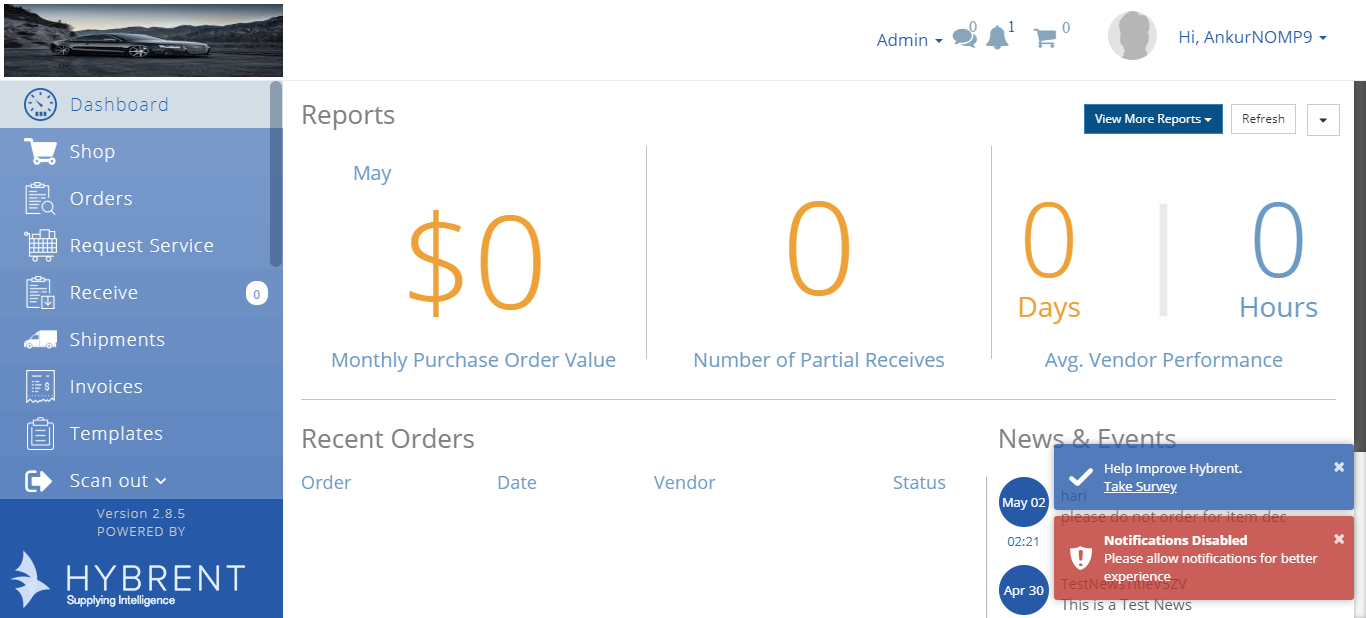 Admin
0
1
0
Hi, AnkurNOMP9
Dashboard
Shop
Orders
Request Service
Receive
0
Shipments
Invoices
Templates
Scan out
Version 2.8.5
POWERED BY
HYBRENT
Supplying Intelligence
Reports
View More Reports
Refresh
May
$0
Monthly Purchase Order Value
0
Number of Partial Receives
0
Days
0
Hours
Avg. Vendor Performance
Recent Orders
Order Date Vendor Status
News & Events
May 02
02:21
hari
please do not order for item dec
Apr 30
TestNewsTitleV5ZV
This is a Test News
Help Improve Hybrent.
Take Survey
Notifications Disabled
Please allow notifications for better
experience